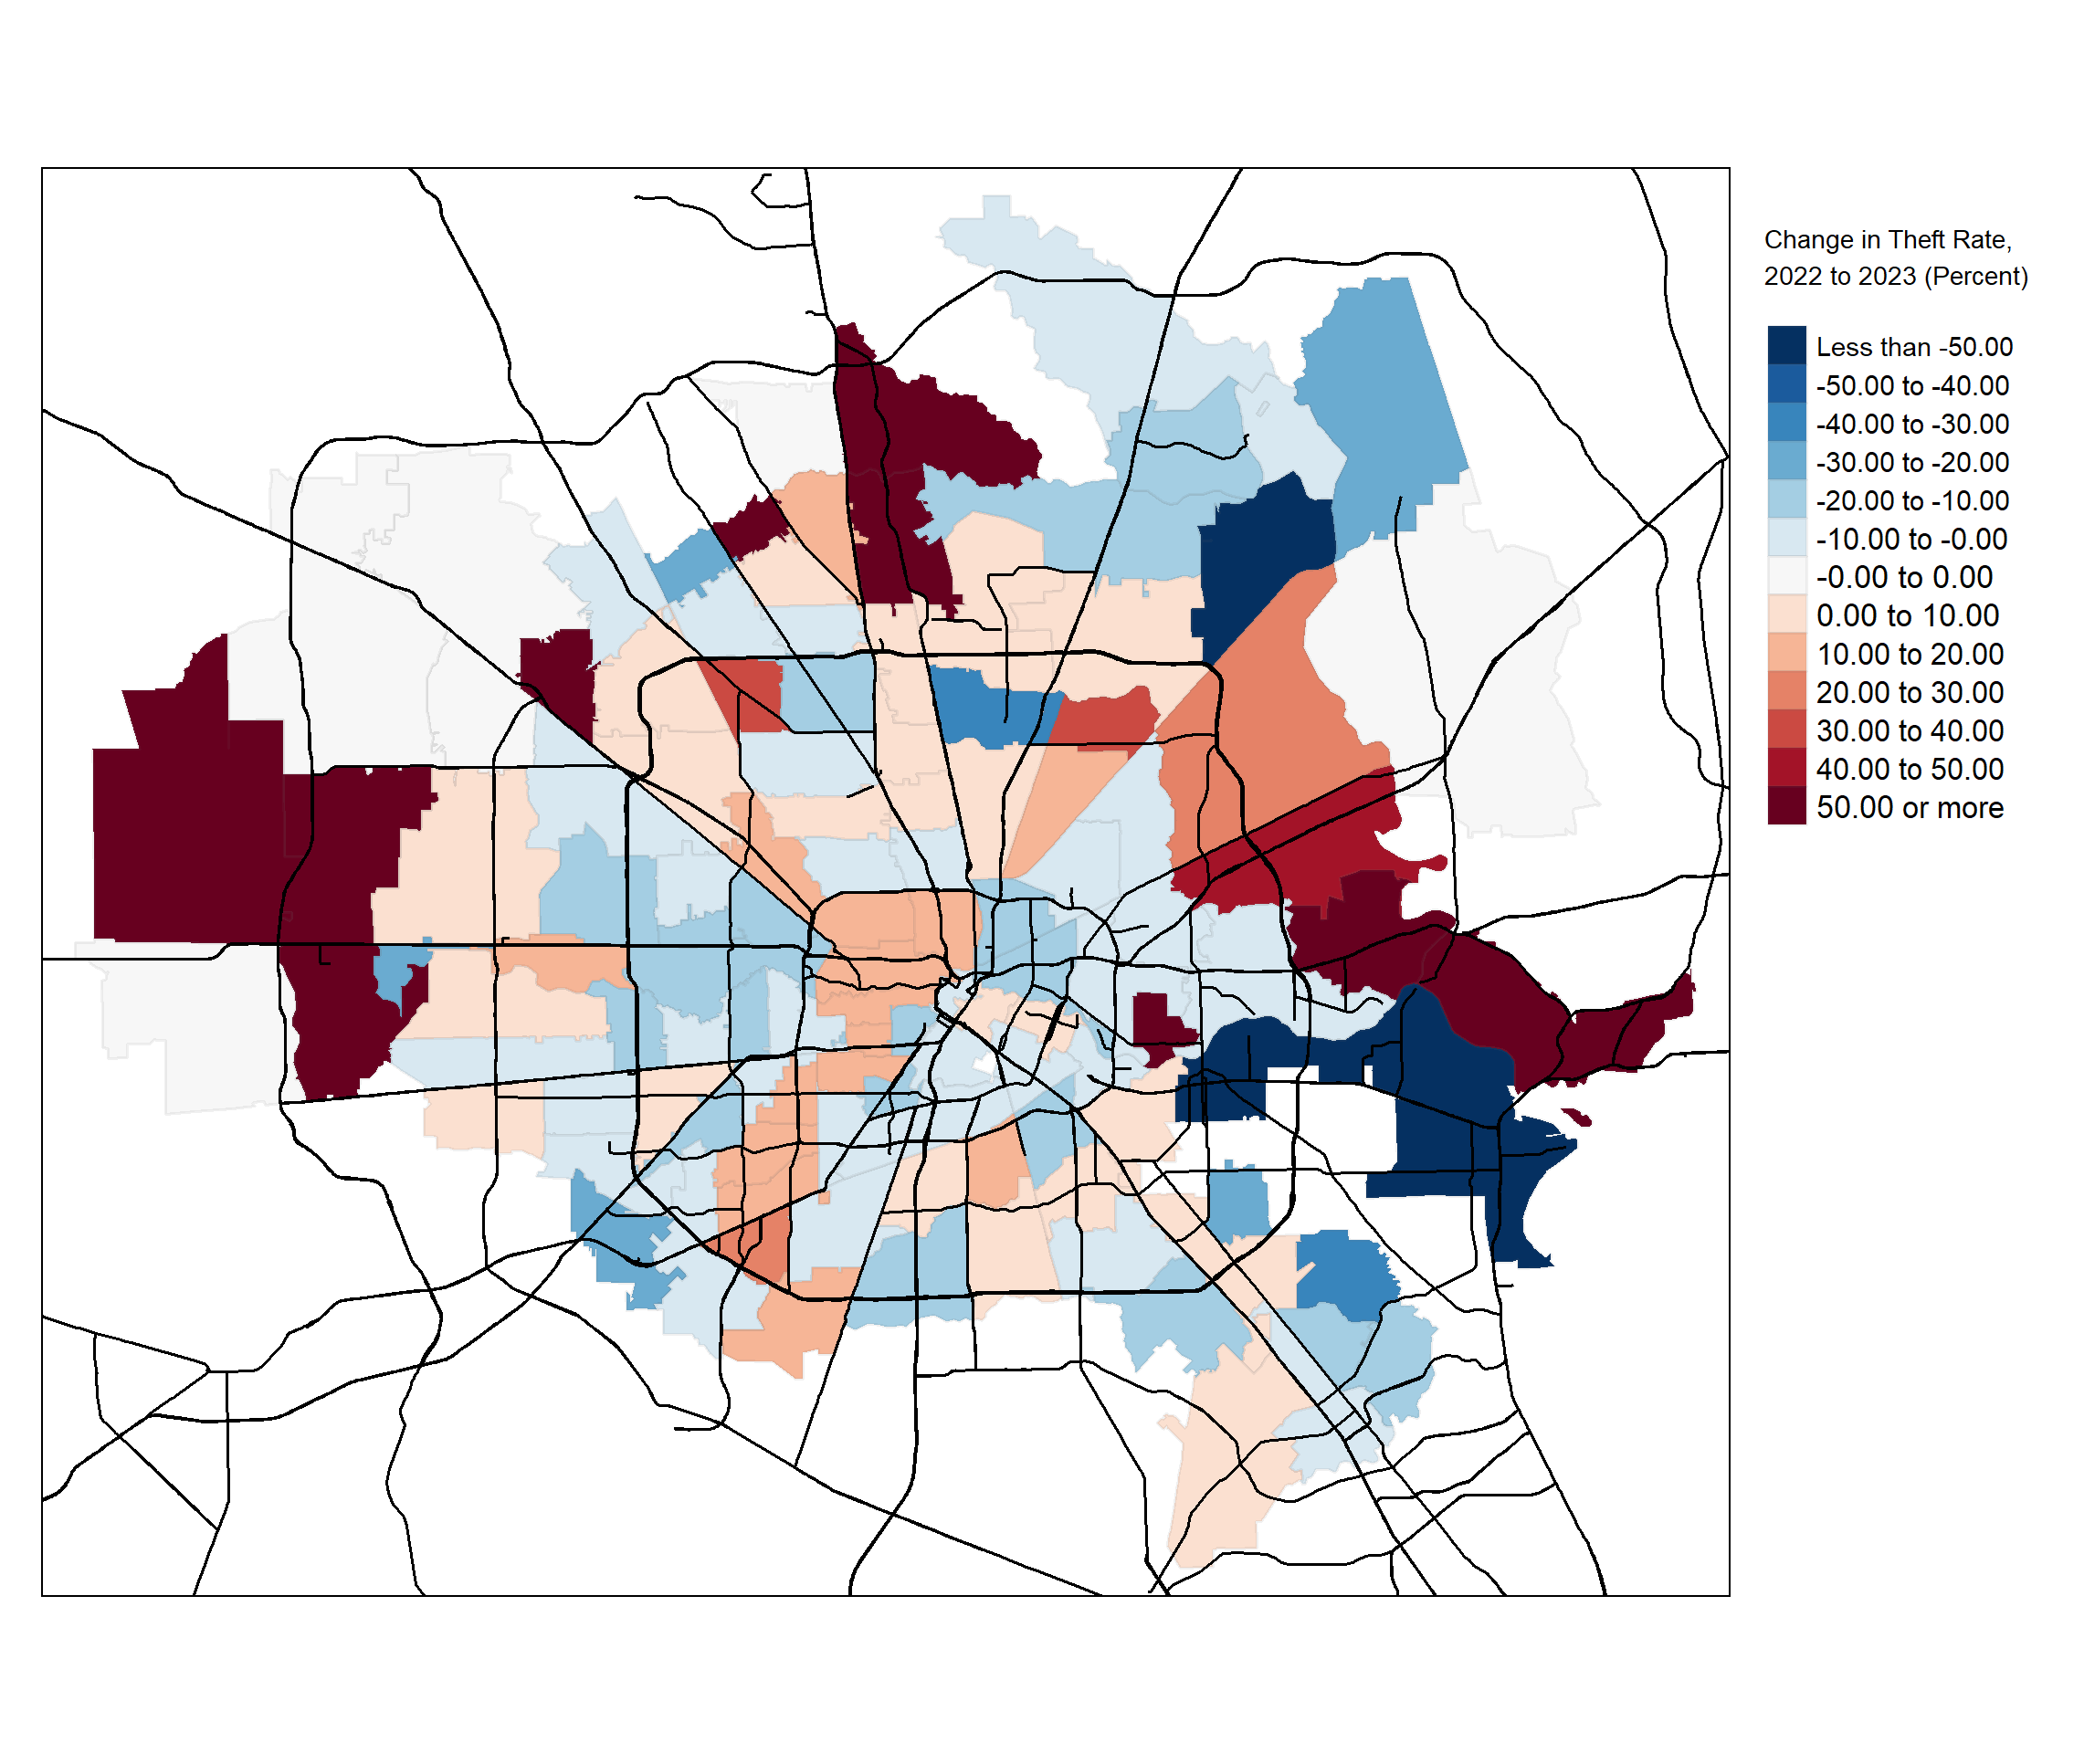 Change in Theft Rate,
2022 to 2023 (Percent)
Less than -50.00
-50.00 to -40.00
-40.00 to -30.00
-30.00 to -20.00
-20.00 to -10.00
-10.00 to -0.00
-0.00 to 0.00
0.00 to 10.00
10.00 to 20.00
20.00 to 30.00
30.00 to 40.00
40.00 to 50.00
50.00 or more